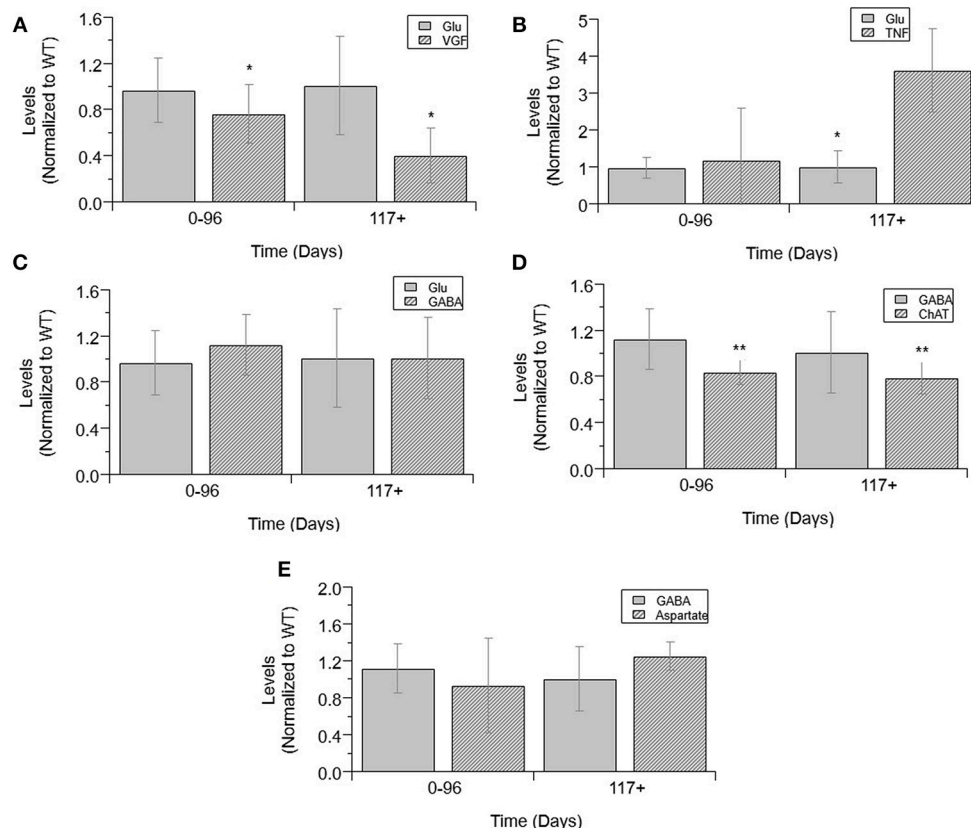 A
Levels
(Normalized to WT)
1.6
1.2
0.8
0.4
0.0
Glu
VGF
*
*
0-96
117+
Time (Days)
B
Levels
(Normalized to WT)
5
4
3
2
1
0
Glu
TNF
*
0-96
117+
Time (Days)
C
Levels
(Normalized to WT)
1.6
1.2
0.8
0.4
0.0
Glu
GABA
0-96
117+
Time (Days)
D
Levels
(Normalized to WT)
1.6
1.2
0.8
0.4
0.0
GABA
ChAT
**
**
0-96
117+
Time (Days)
E
Levels
(Normalized to WT)
2.0
1.6
1.2
0.8
0.4
0.0
GABA
Aspartate
0-96
117+
Time (Days)